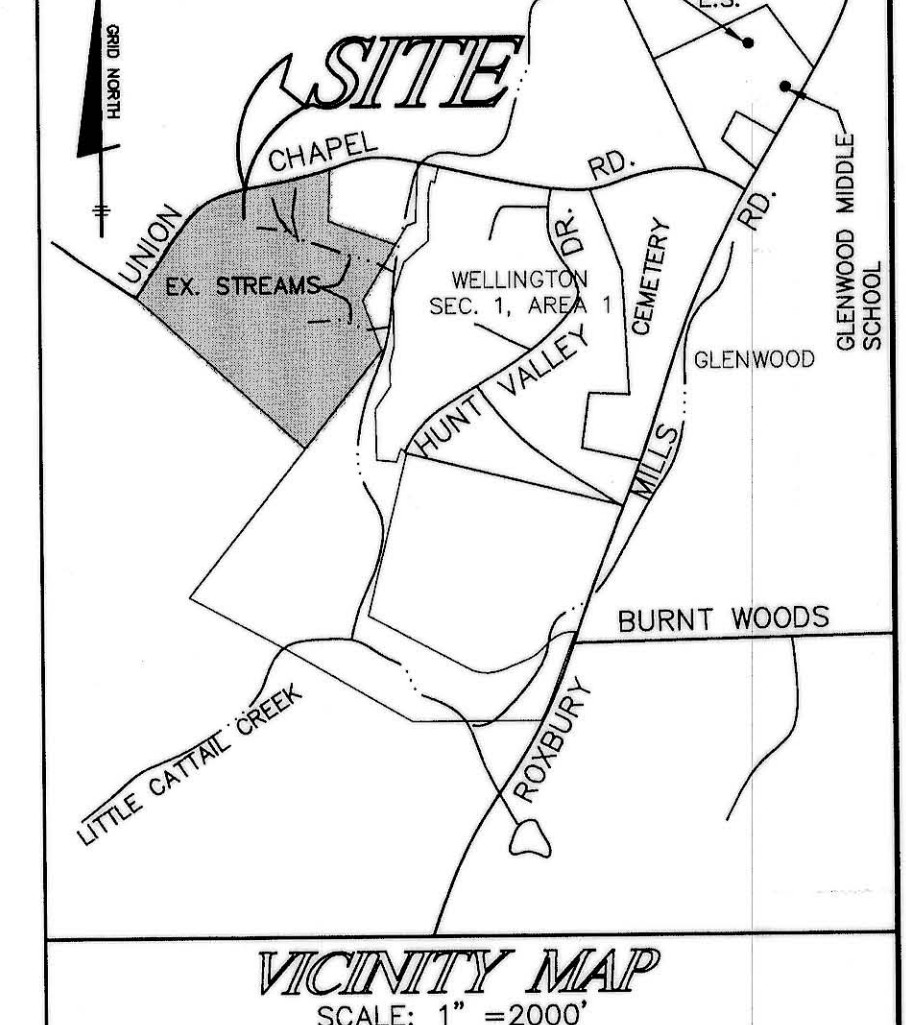 E.S.
GRID NORTH
SITE
UNION CHAPEL RD.
GLENWOOD MIDDLE
SCHOOL
EX. STREAMS
WELLINGTON
SEC. 1, AREA 1
CEMETERY
HUNT VALLEY DR.
GLENWOOD
ROXBURY MILLS RD.
BURNT WOODS
LITTLE CATTAIL CREEK
VICINITY MAP
SCALE: 1" =2000'